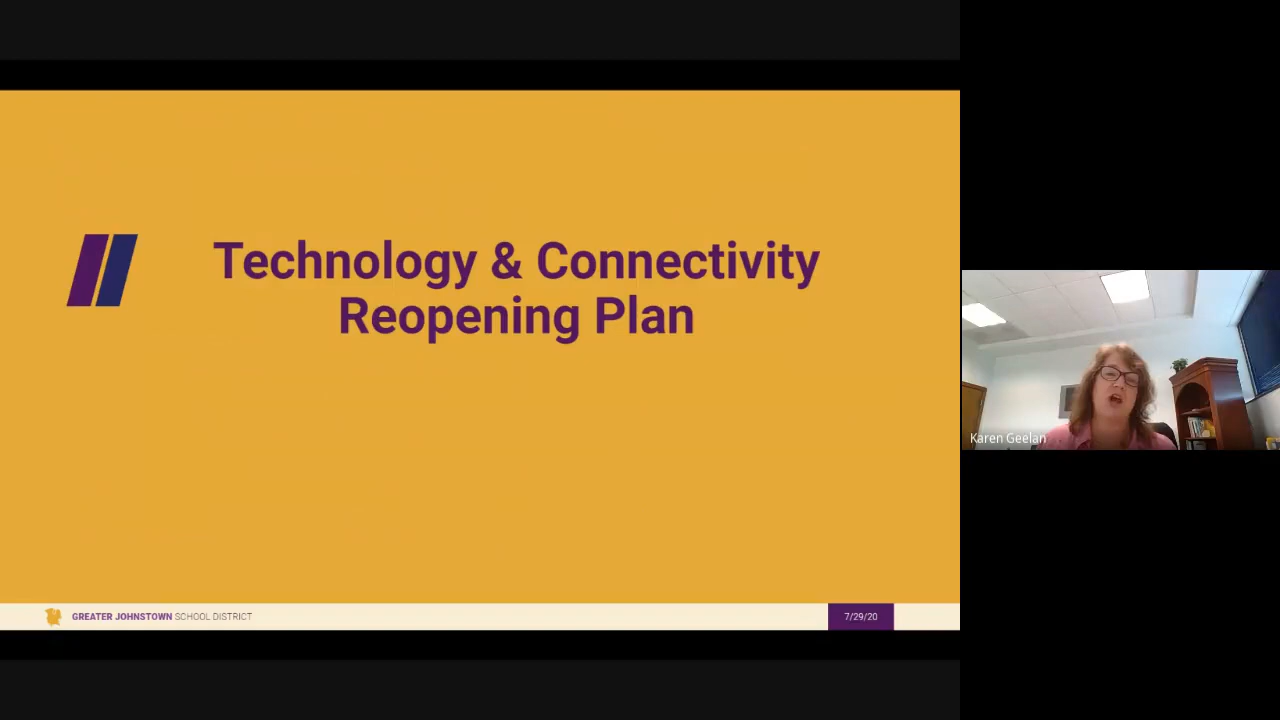 Technology & Connectivity
Reopening Plan
Karen Geelan
GREATER JOHNSTOWN SCHOOL DISTRICT
7/29/20